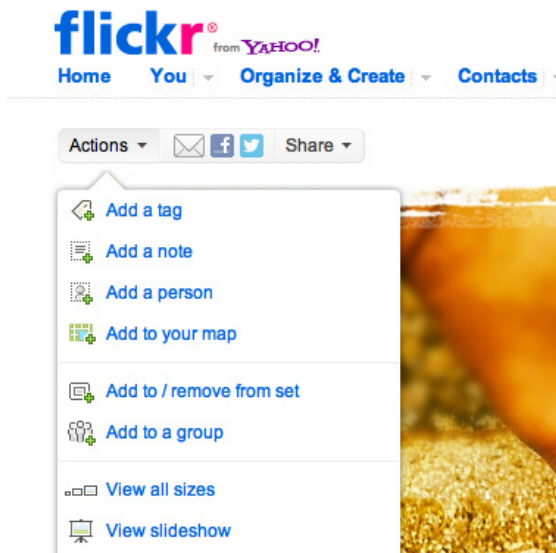 flickr® from YAHOO!
Home You Organize & Create Contacts
Actions Share
Add a tag
Add a note
Add a person
Add to your map
Add to / remove from set
Add to a group
View all sizes
View slideshow